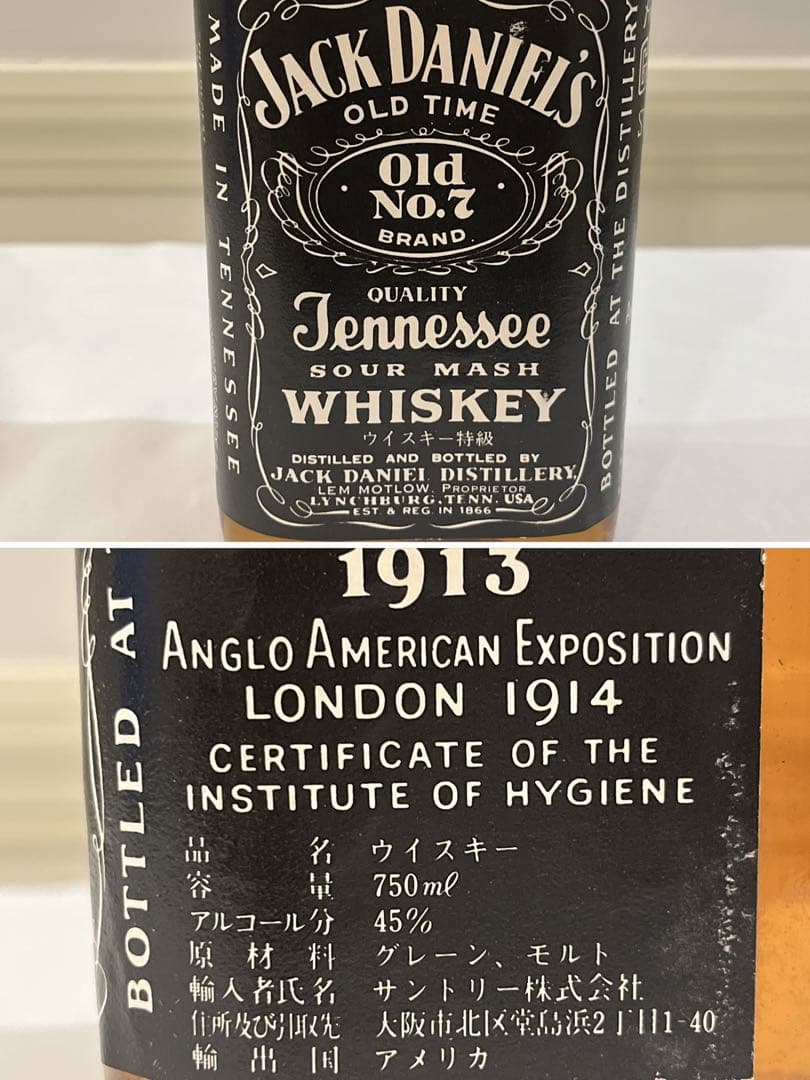 JACK DANIEL'S
OLD TIME
Old
No.7
BRAND
QUALITY
Tennessee
SOUR MASH
WHISKEY
ウイスキー特級
DISTILLED AND BOTTLED BY
JACK DANIEL DISTILLERY,
LEM MOTLOW, PROPRIETOR
LYNCHBURG, TENN. USA
EST. & REG. IN 1866
MADE IN TENNESSEE
BOTTLED AT THE DISTILLERY
1913
ANGLO AMERICAN EXPOSITION
LONDON 1914
CERTIFICATE OF THE
INSTITUTE OF HYGIENE
品名 ウイスキー
容量 750ml
アルコール分 45%
原材料 グレーン、モルト
輸入者氏名 サントリー株式会社
住所及び引取先 大阪市北区堂島浜2丁目1-40
輸出国 アメリカ
BOTTLED AT